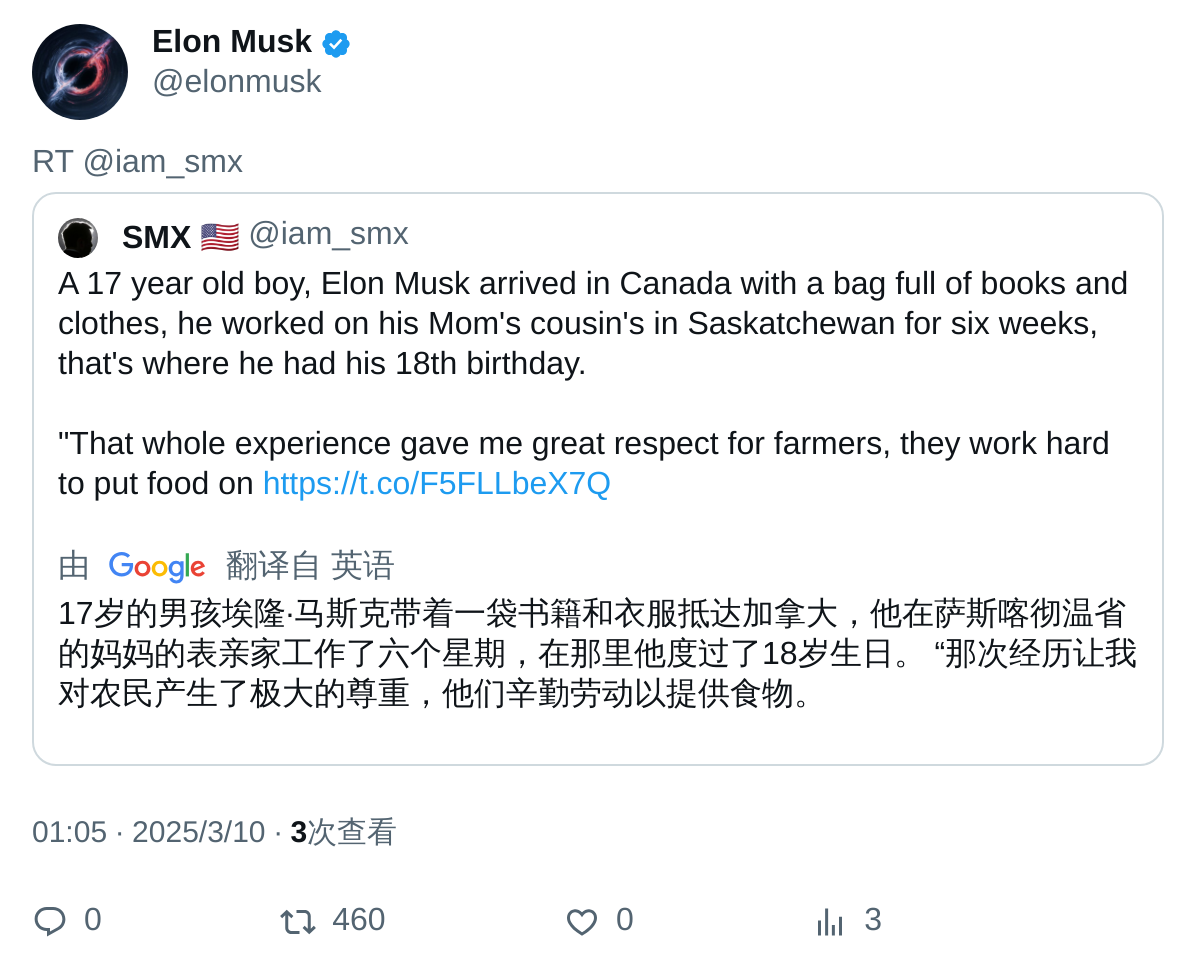 Elon Musk
@elonmusk
RT @iam_smx
SMX 🇺🇸 @iam_smx
A 17 year old boy, Elon Musk arrived in Canada with a bag full of books and
clothes, he worked on his Mom's cousin's in Saskatchewan for six weeks,
that's where he had his 18th birthday.
"That whole experience gave me great respect for farmers, they work hard
to put food on https://t.co/F5FLLbeX7Q
由 Google 翻译自 英语
17岁的男孩埃隆·马斯克带着一袋书籍和衣服抵达加拿大，他在萨斯喀彻温省
的妈妈的表亲家工作了六个星期，在那里他度过了18岁生日。 “那次经历让我
对农民产生了极大的尊重，他们辛勤劳动以提供食物。
01:05 · 2025/3/10 · 3次查看
0 460 0 3